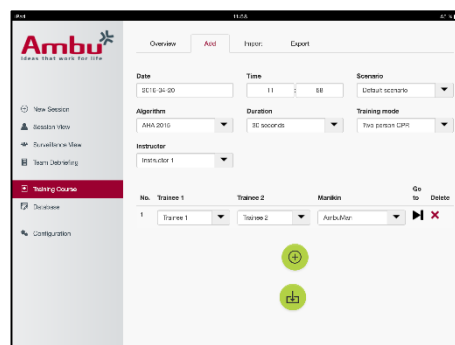 iPad 11:58
Ambu
Ideas that work for life
Overview Add Import Export
Date Time Scenario
2016-04-20 11 : 58 Default scenario
New Session
Algorithm Duration Training mode
Session View
AHA 2015 30 seconds Two person CPR
Surveillance View
Instructor
Team Debriefing
Instructor 1
Training Course
No. Trainee 1 Trainee 2 Manikin Go to Delete
Database
1 Trainee 1 Trainee 2 AmbuMan
Configuration